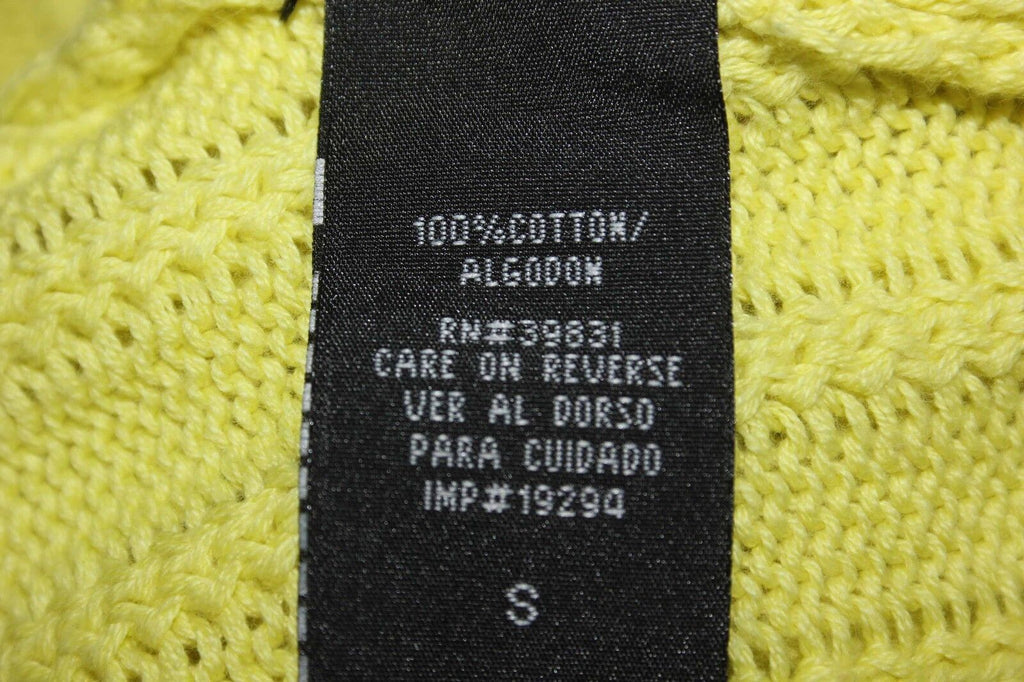 100%COTTON/
ALGODON
RN#39831
CARE ON REVERSE
VER AL DORSO
PARA CUIDADO
IMP#19294
S